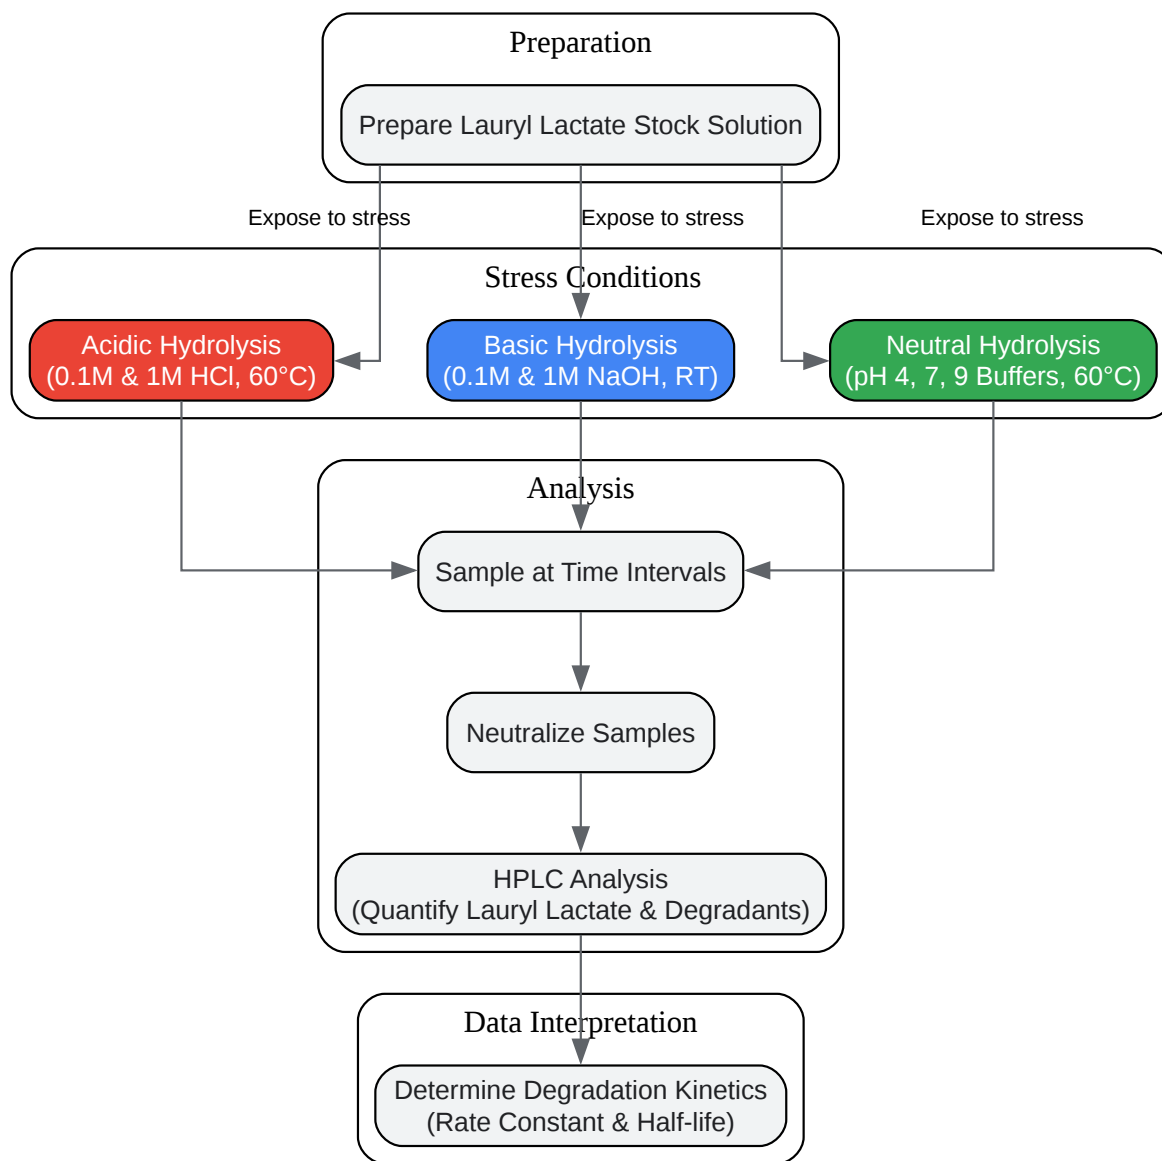 Preparation
Prepare Lauryl Lactate Stock Solution
Expose to stress
Expose to stress
Expose to stress
Stress Conditions
Acidic Hydrolysis
(0.1M & 1M HCl, 60°C)
Basic Hydrolysis
(0.1M & 1M NaOH, RT)
Neutral Hydrolysis
(pH 4, 7, 9 Buffers, 60°C)
Analysis
Sample at Time Intervals
Neutralize Samples
HPLC Analysis
(Quantify Lauryl Lactate & Degradants)
Data Interpretation
Determine Degradation Kinetics
(Rate Constant & Half-life)